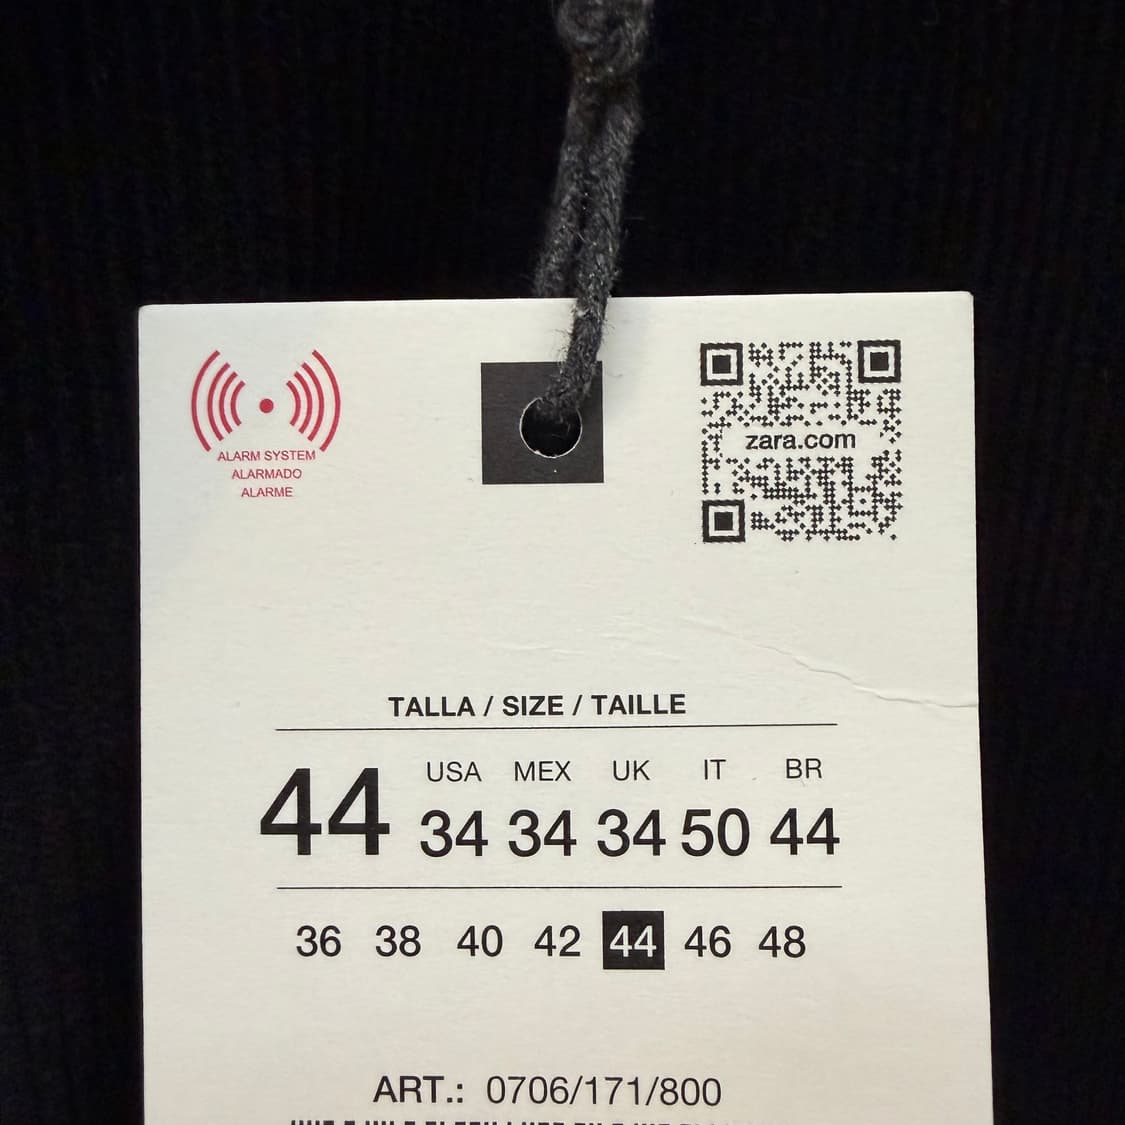 ALARM SYSTEM
ALARMADO
ALARME
zara.com
TALLA / SIZE / TAILLE
USA MEX UK IT BR
44 34 34 34 50 44
36 38 40 42 44 46 48
ART.: 0706/171/800